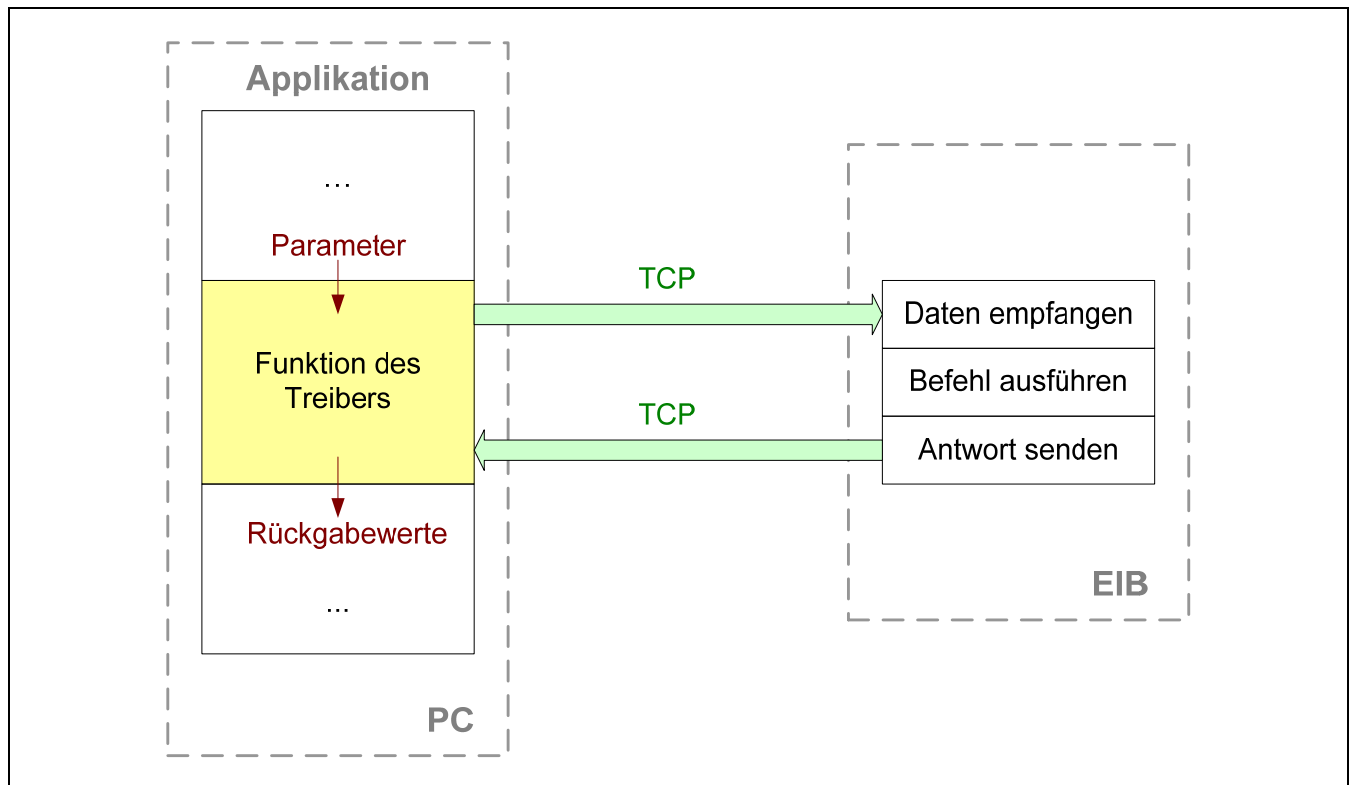 Applikation
…
Parameter
Funktion des
Treibers
Rückgabewerte
...
PC
TCP
TCP
Daten empfangen
Befehl ausführen
Antwort senden
EIB